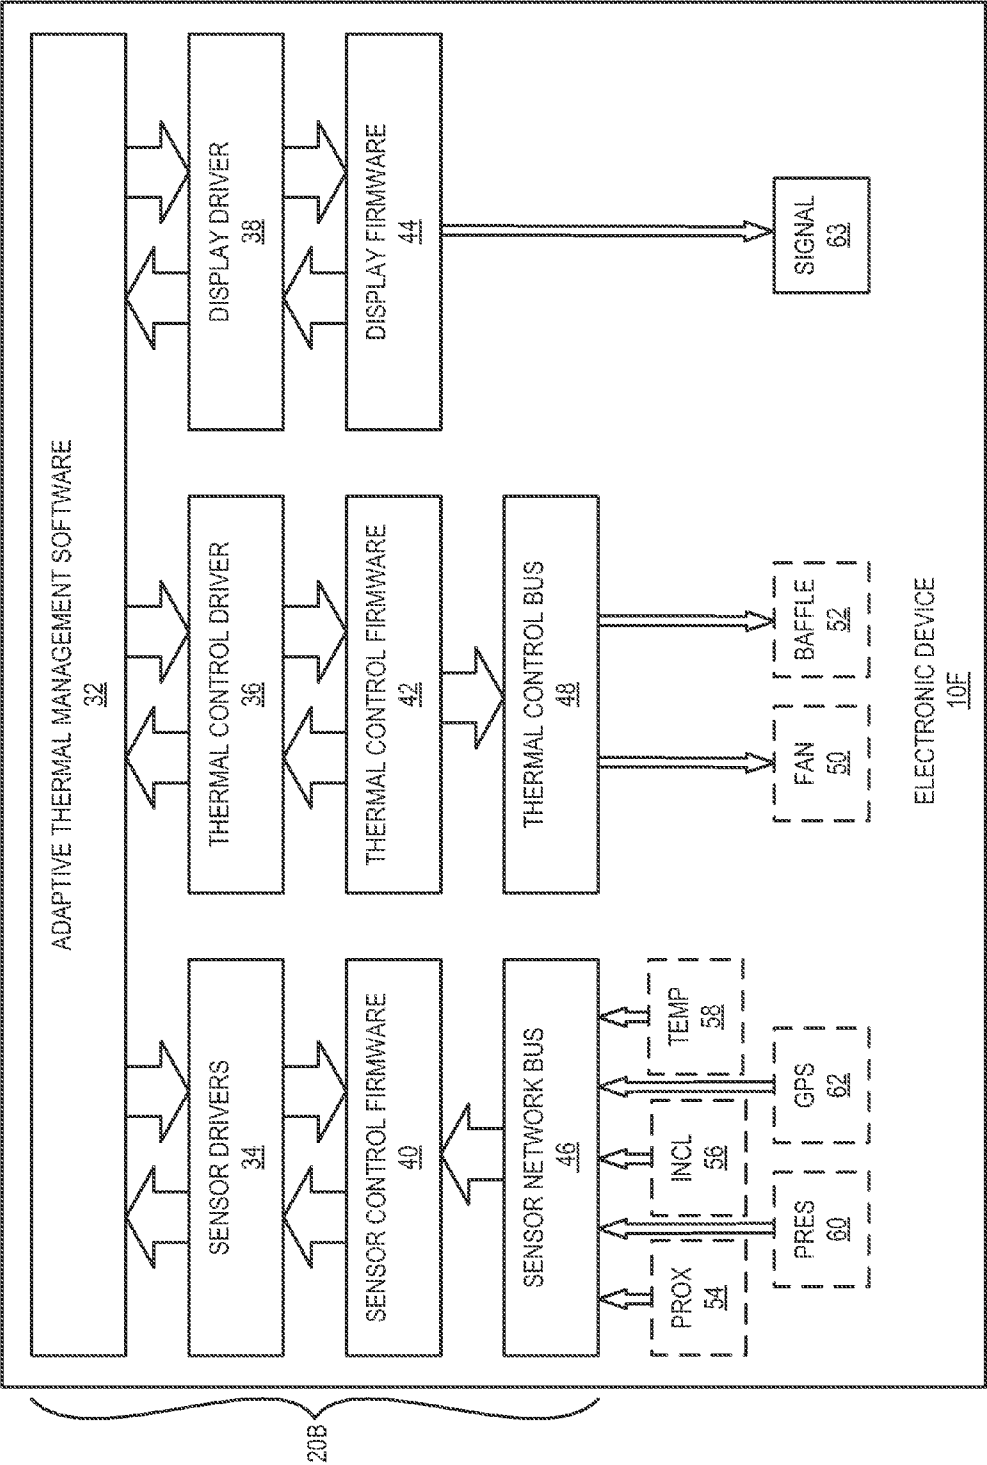 ADAPTIVE THERMAL MANAGEMENT SOFTWARE
32
SENSOR DRIVERS
34
THERMAL CONTROL DRIVER
36
DISPLAY DRIVER
38
SENSOR CONTROL FIRMWARE
40
THERMAL CONTROL FIRMWARE
42
DISPLAY FIRMWARE
44
SENSOR NETWORK BUS
46
THERMAL CONTROL BUS
48
PROX
54
INCL
56
TEMP
58
PRES
60
GPS
62
FAN
50
BAFFLE
52
SIGNAL
63
ELECTRONIC DEVICE
10F
20B